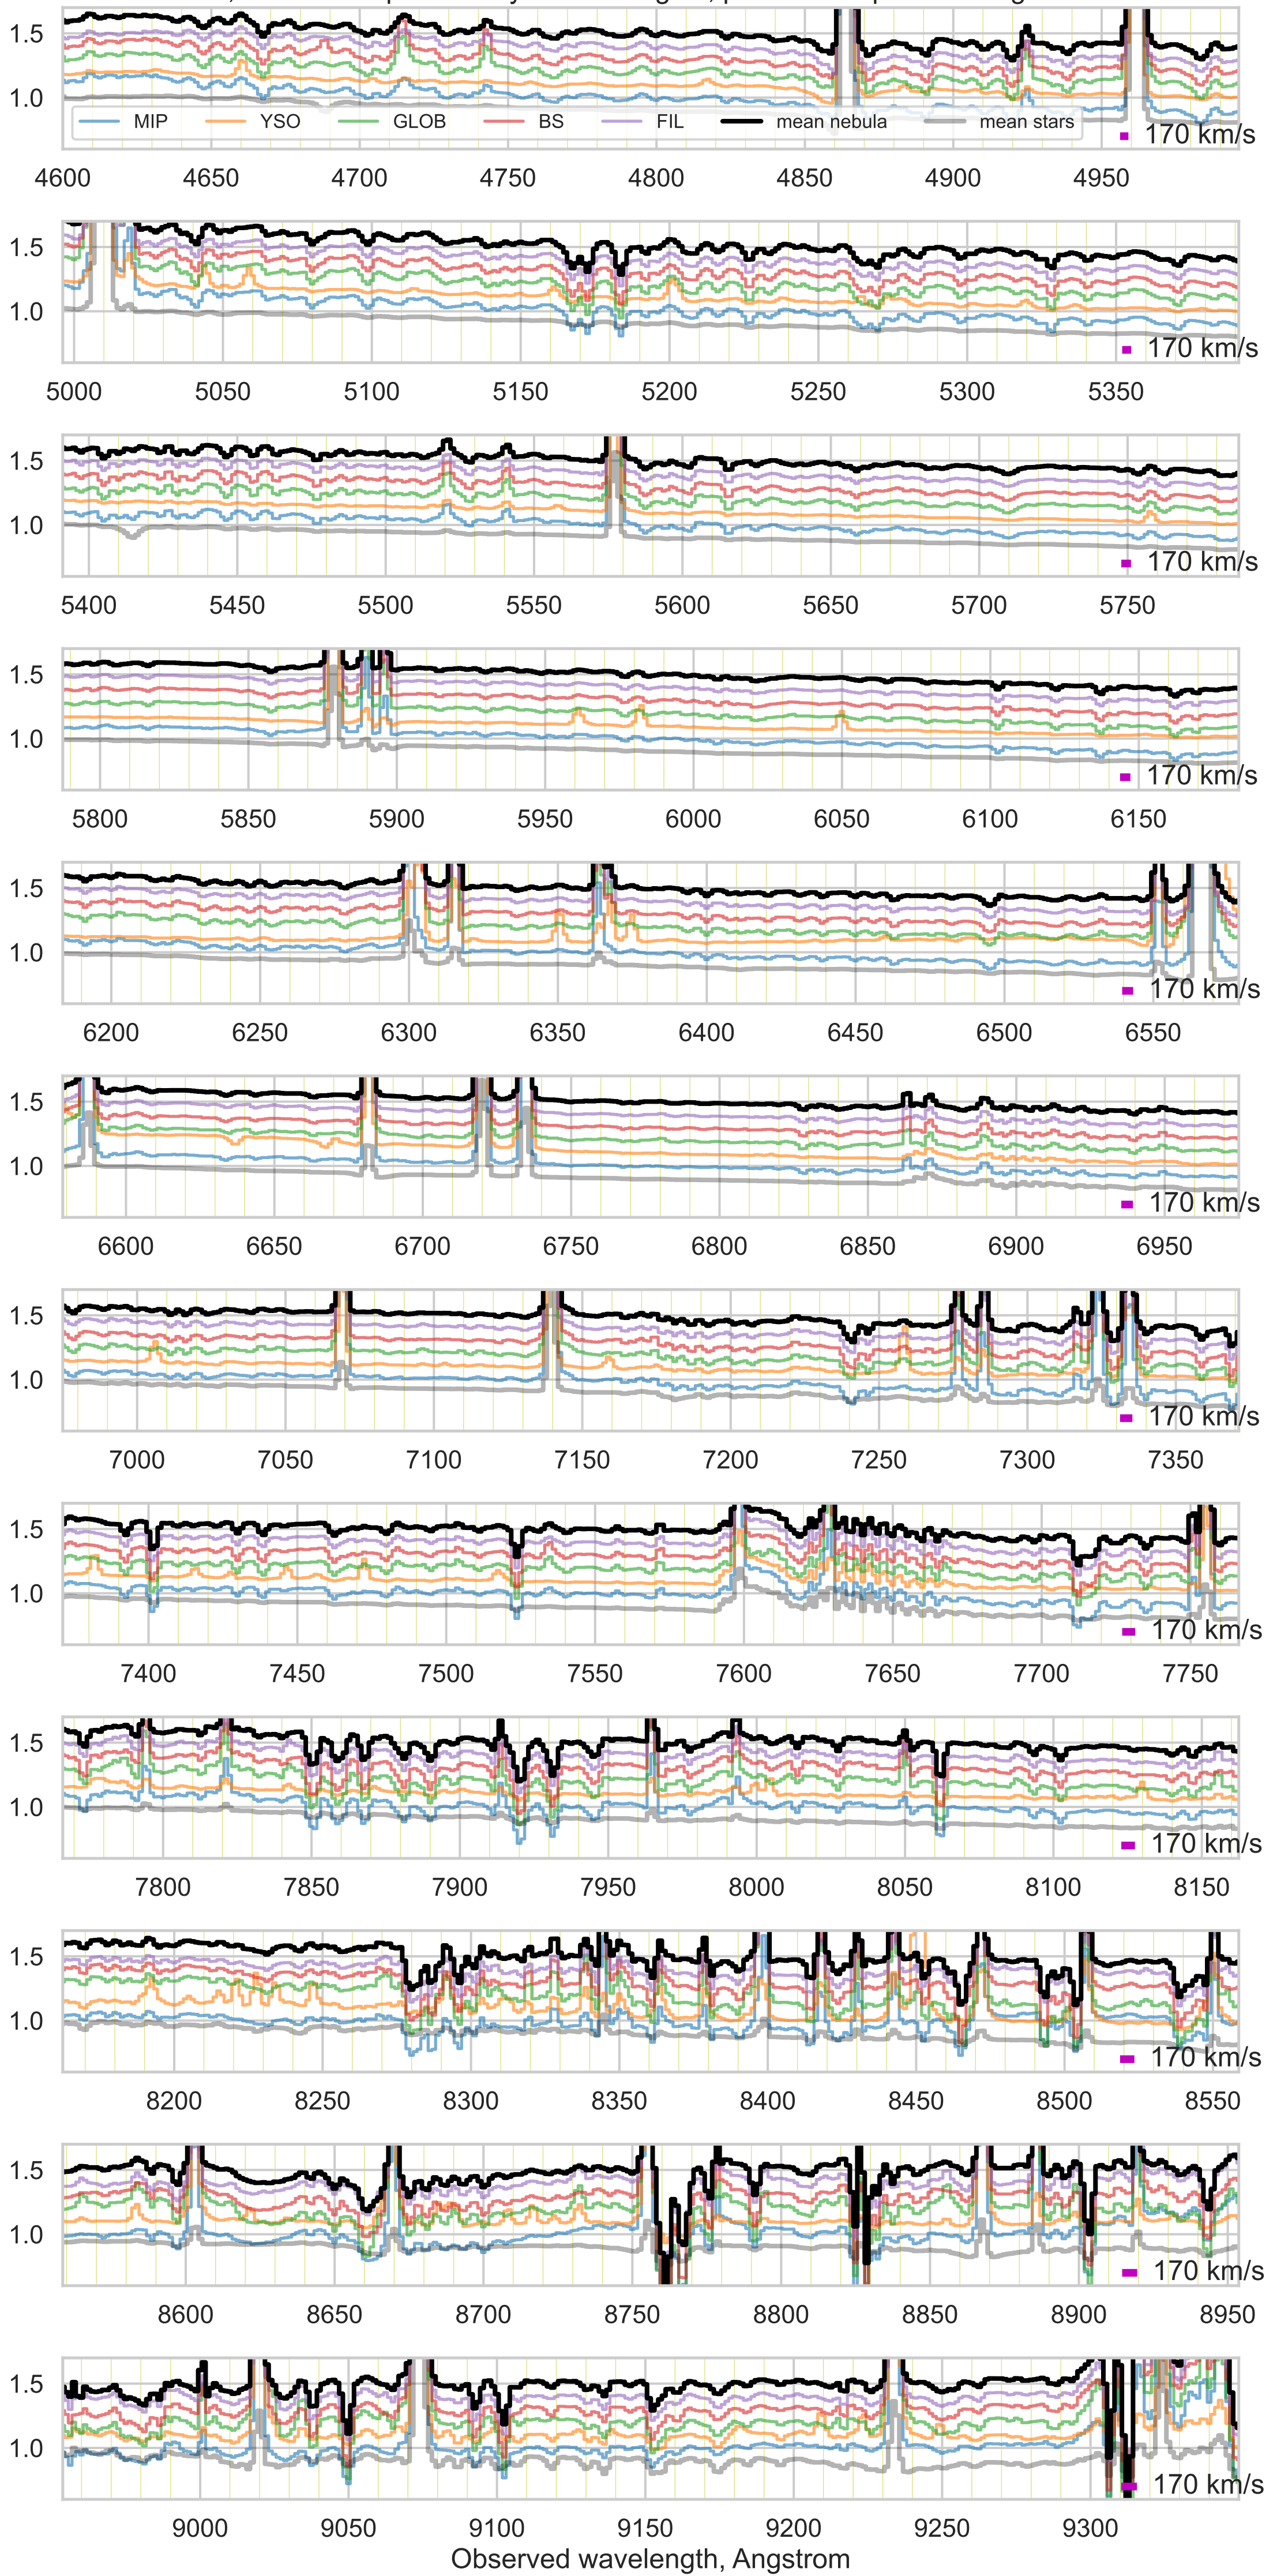 1.5
1.0
MIP YSO GLOB BS FIL mean nebula mean stars
170 km/s
4600 4650 4700 4750 4800 4850 4900 4950
1.5
1.0
170 km/s
5000 5050 5100 5150 5200 5250 5300 5350
1.5
1.0
170 km/s
5400 5450 5500 5550 5600 5650 5700 5750
1.5
1.0
170 km/s
5800 5850 5900 5950 6000 6050 6100 6150
1.5
1.0
170 km/s
6200 6250 6300 6350 6400 6450 6500 6550
1.5
1.0
170 km/s
6600 6650 6700 6750 6800 6850 6900 6950
1.5
1.0
170 km/s
7000 7050 7100 7150 7200 7250 7300 7350
1.5
1.0
170 km/s
7400 7450 7500 7550 7600 7650 7700 7750
1.5
1.0
170 km/s
7800 7850 7900 7950 8000 8050 8100 8150
1.5
1.0
170 km/s
8200 8250 8300 8350 8400 8450 8500 8550
1.5
1.0
170 km/s
8600 8650 8700 8750 8800 8850 8900 8950
1.5
1.0
170 km/s
9000 9050 9100 9150 9200 9250 9300
Observed wavelength, Angstrom